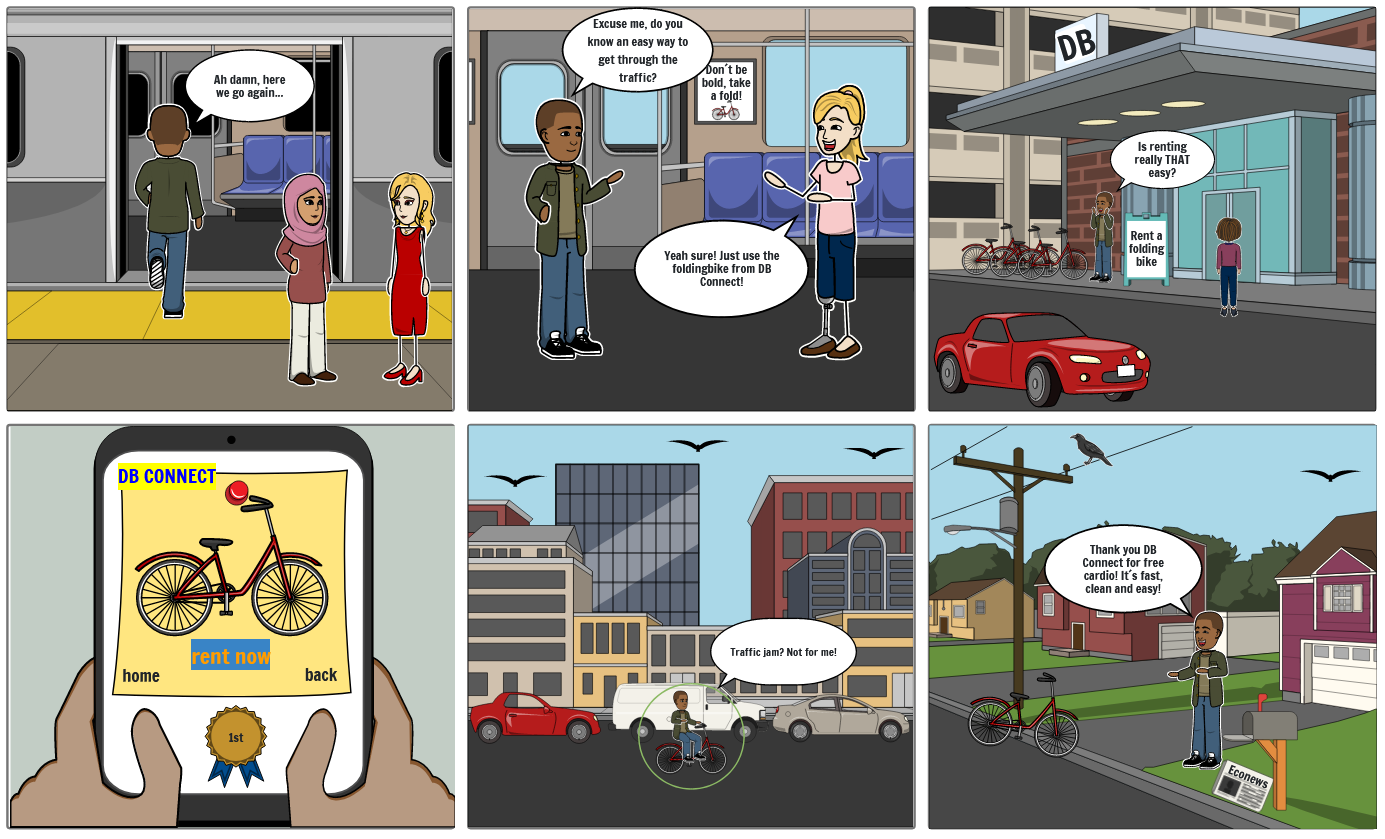 Ah damn, here
we go again...
Excuse me, do you
know an easy way to
get through the
traffic?
Don´t be
bold, take
a fold!
Yeah sure! Just use the
foldingbike from DB
Connect!
DB
Is renting
really THAT
easy?
Rent a
folding
bike
DB CONNECT
rent now
home
back
1st
Traffic jam? Not for me!
Thank you DB
Connect for free
cardio! It´s fast,
clean and easy!
Econews